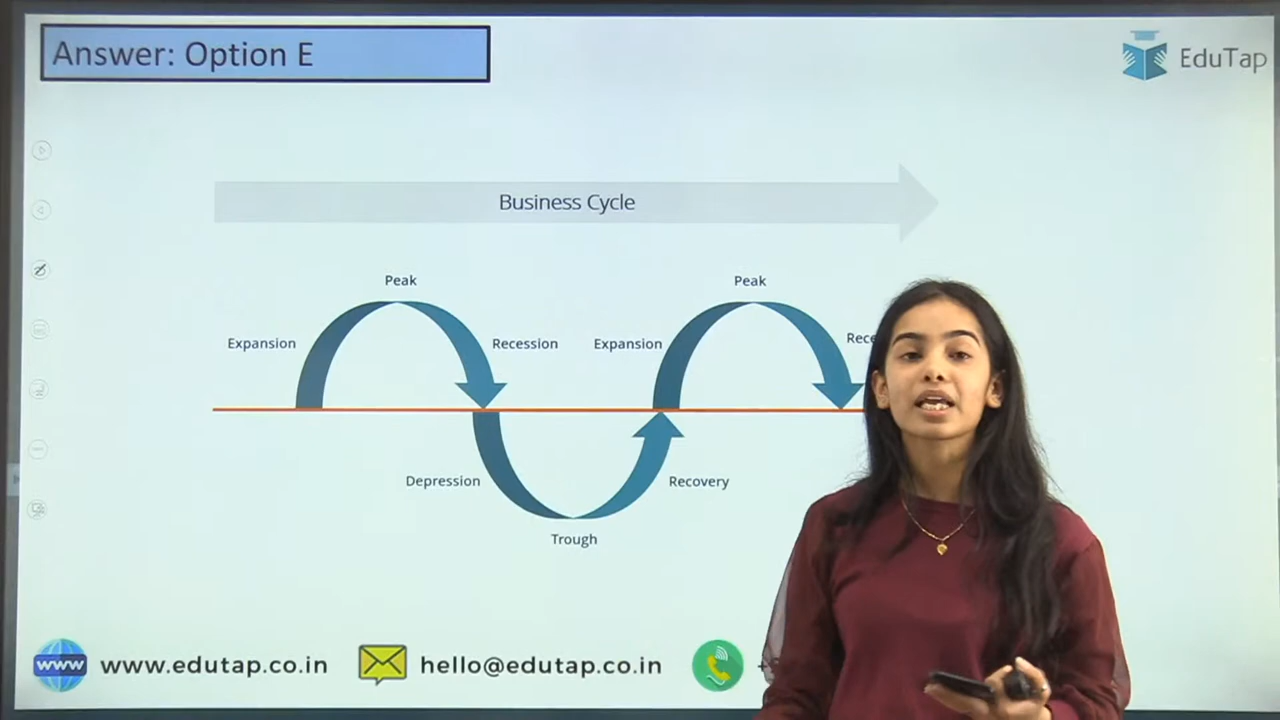 Answer: Option E
EduTap
Business Cycle
Peak
Peak
Expansion
Recession
Expansion
Depression
Recovery
Trough
www
www.edutap.co.in
hello@edutap.co.in